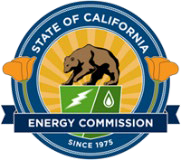 STATE OF CALIFORNIA
ENERGY COMMISSION
SINCE 1975